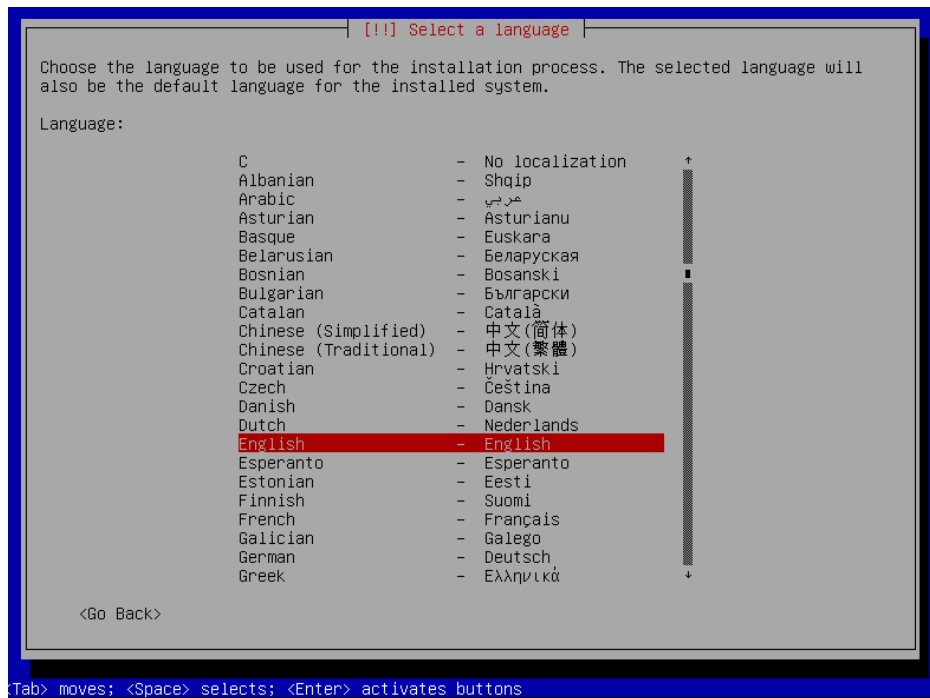 [!!] Select a language
Choose the language to be used for the installation process. The selected language will
also be the default language for the installed system.
Language:
C - No localization
Albanian - Shqip
Arabic - عربي
Asturian - Asturianu
Basque - Euskara
Belarusian - Беларуская
Bosnian - Bosanski
Bulgarian - Български
Catalan - Català
Chinese (Simplified) - 中文(简体)
Chinese (Traditional) - 中文(繁體)
Croatian - Hrvatski
Czech - Čeština
Danish - Dansk
Dutch - Nederlands
English - English
Esperanto - Esperanto
Estonian - Eesti
Finnish - Suomi
French - Français
Galician - Galego
German - Deutsch
Greek - Ελληνικά
<Go Back>
<Tab> moves; <Space> selects; <Enter> activates buttons